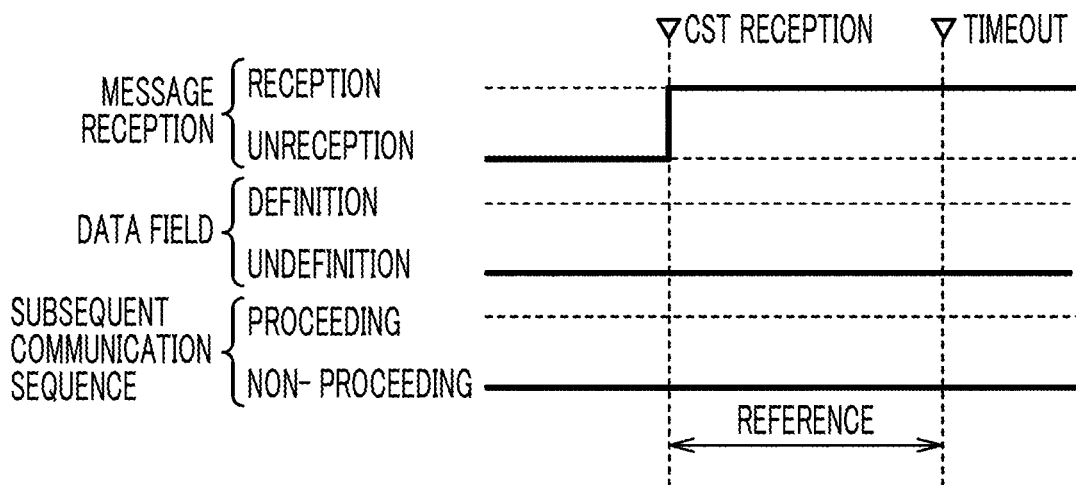 ▽CST RECEPTION ▽ TIMEOUT
MESSAGE RECEPTION
RECEPTION
UNRECEPTION
DATA FIELD
DEFINITION
UNDEFINITION
SUBSEQUENT
COMMUNICATION
SEQUENCE
PROCEEDING
NON- PROCEEDING
REFERENCE